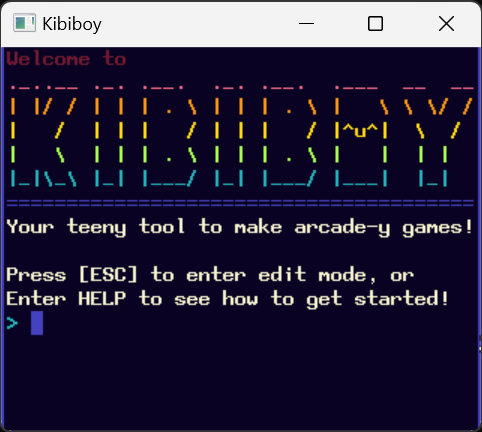 Kibiboy
Welcome to
KIBIBOY
Your teeny tool to make arcade-y games!
Press [ESC] to enter edit mode, or
Enter HELP to see how to get started!
>